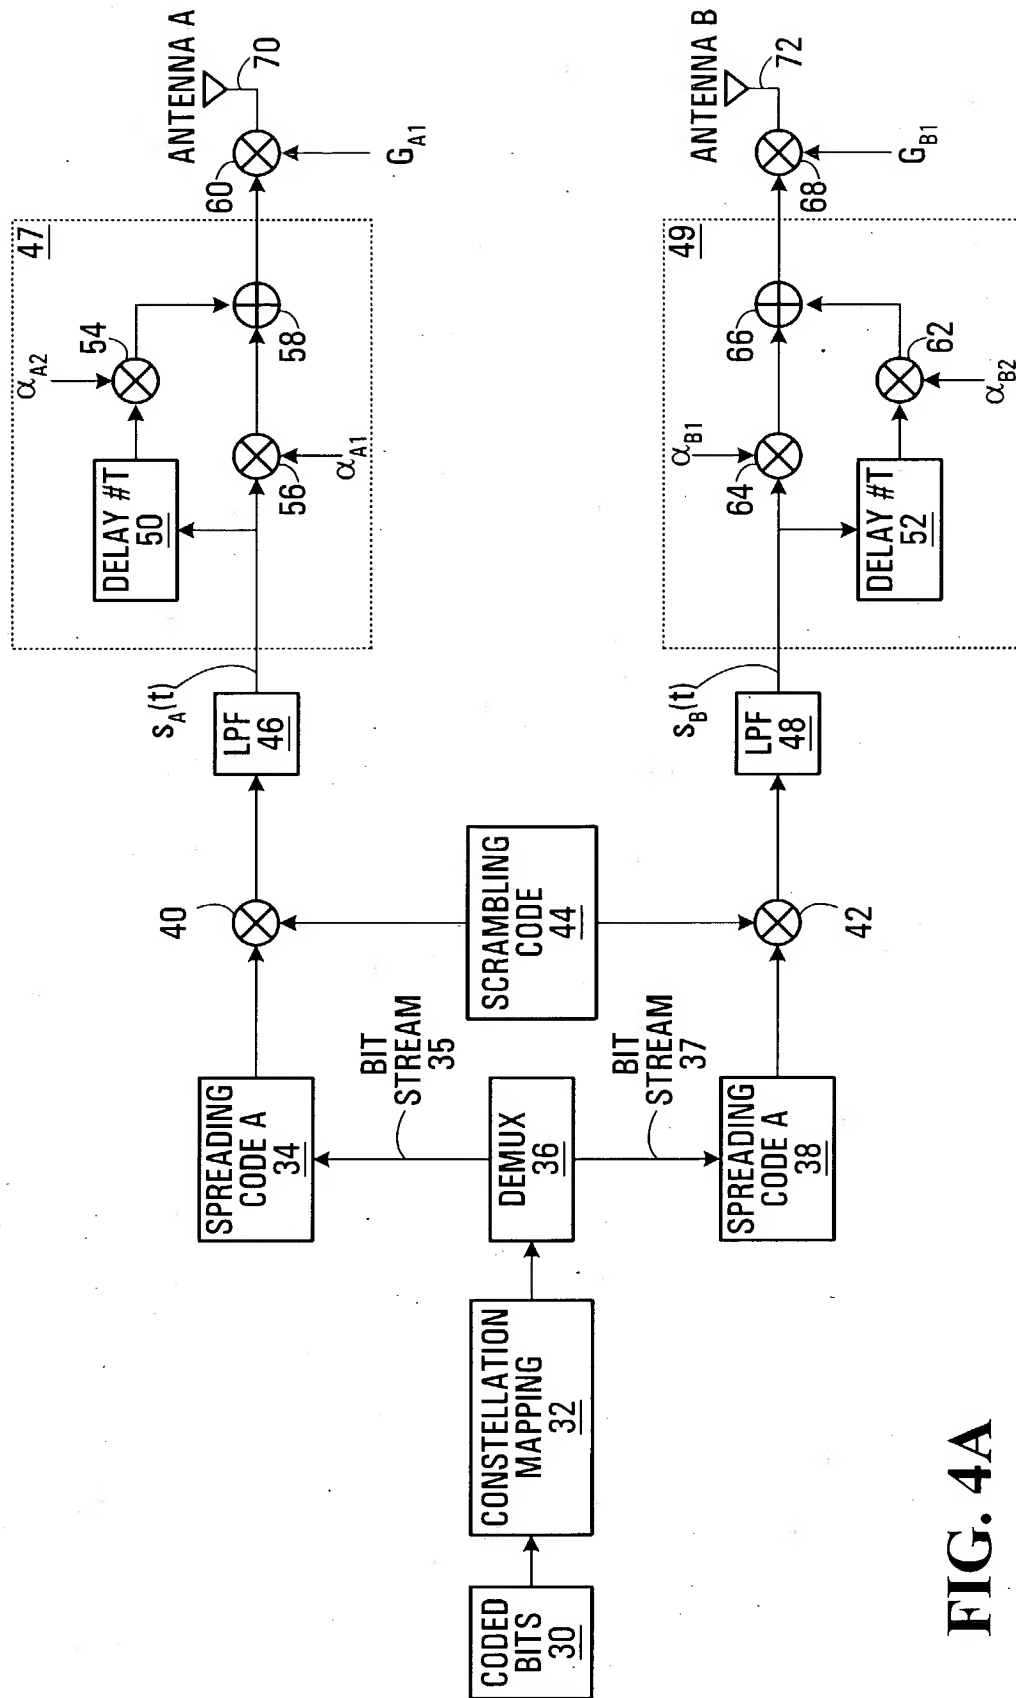 CODED
BITS
30
CONSTELLATION
MAPPING
32
DEMUX
36
BIT
STREAM
35
BIT
STREAM
37
SPREADING
CODE A
34
SPREADING
CODE A
38
SCRAMBLING
CODE
44
40
42
LPF
46
LPF
48
s_A(t)
s_B(t)
47
DELAY #T
50
α_A2
54
56
α_A1
58
60
G_A1
ANTENNA A
70
49
α_B1
64
66
DELAY #T
52
62
α_B2
68
G_B1
ANTENNA B
72
FIG. 4A